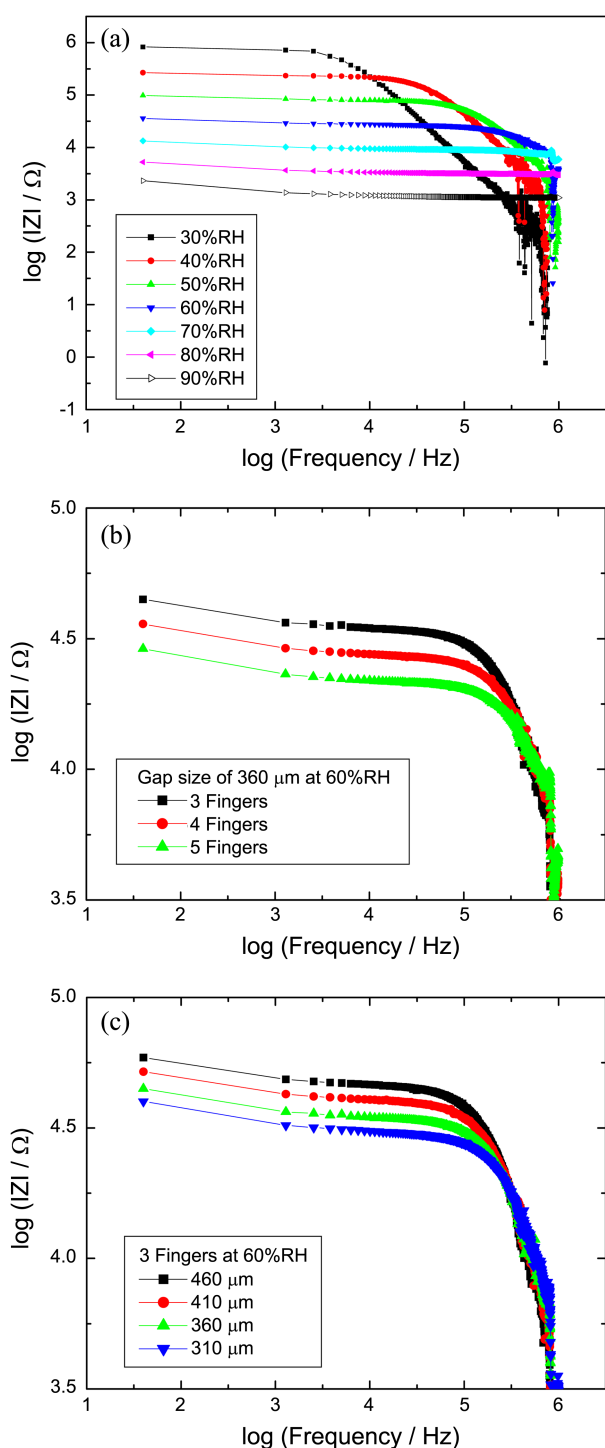 (a)
6
5
4
3
2
1
0
-1
log (|Z| / Ω)
30%RH
40%RH
50%RH
60%RH
70%RH
80%RH
90%RH
1 2 3 4 5 6
log (Frequency / Hz)
(b)
5.0
4.5
4.0
3.5
log (|Z| / Ω)
Gap size of 360 μm at 60%RH
3 Fingers
4 Fingers
5 Fingers
1 2 3 4 5 6
log (Frequency / Hz)
(c)
5.0
4.5
4.0
3.5
log (|Z| / Ω)
3 Fingers at 60%RH
460 μm
410 μm
360 μm
310 μm
1 2 3 4 5 6
log (Frequency / Hz)